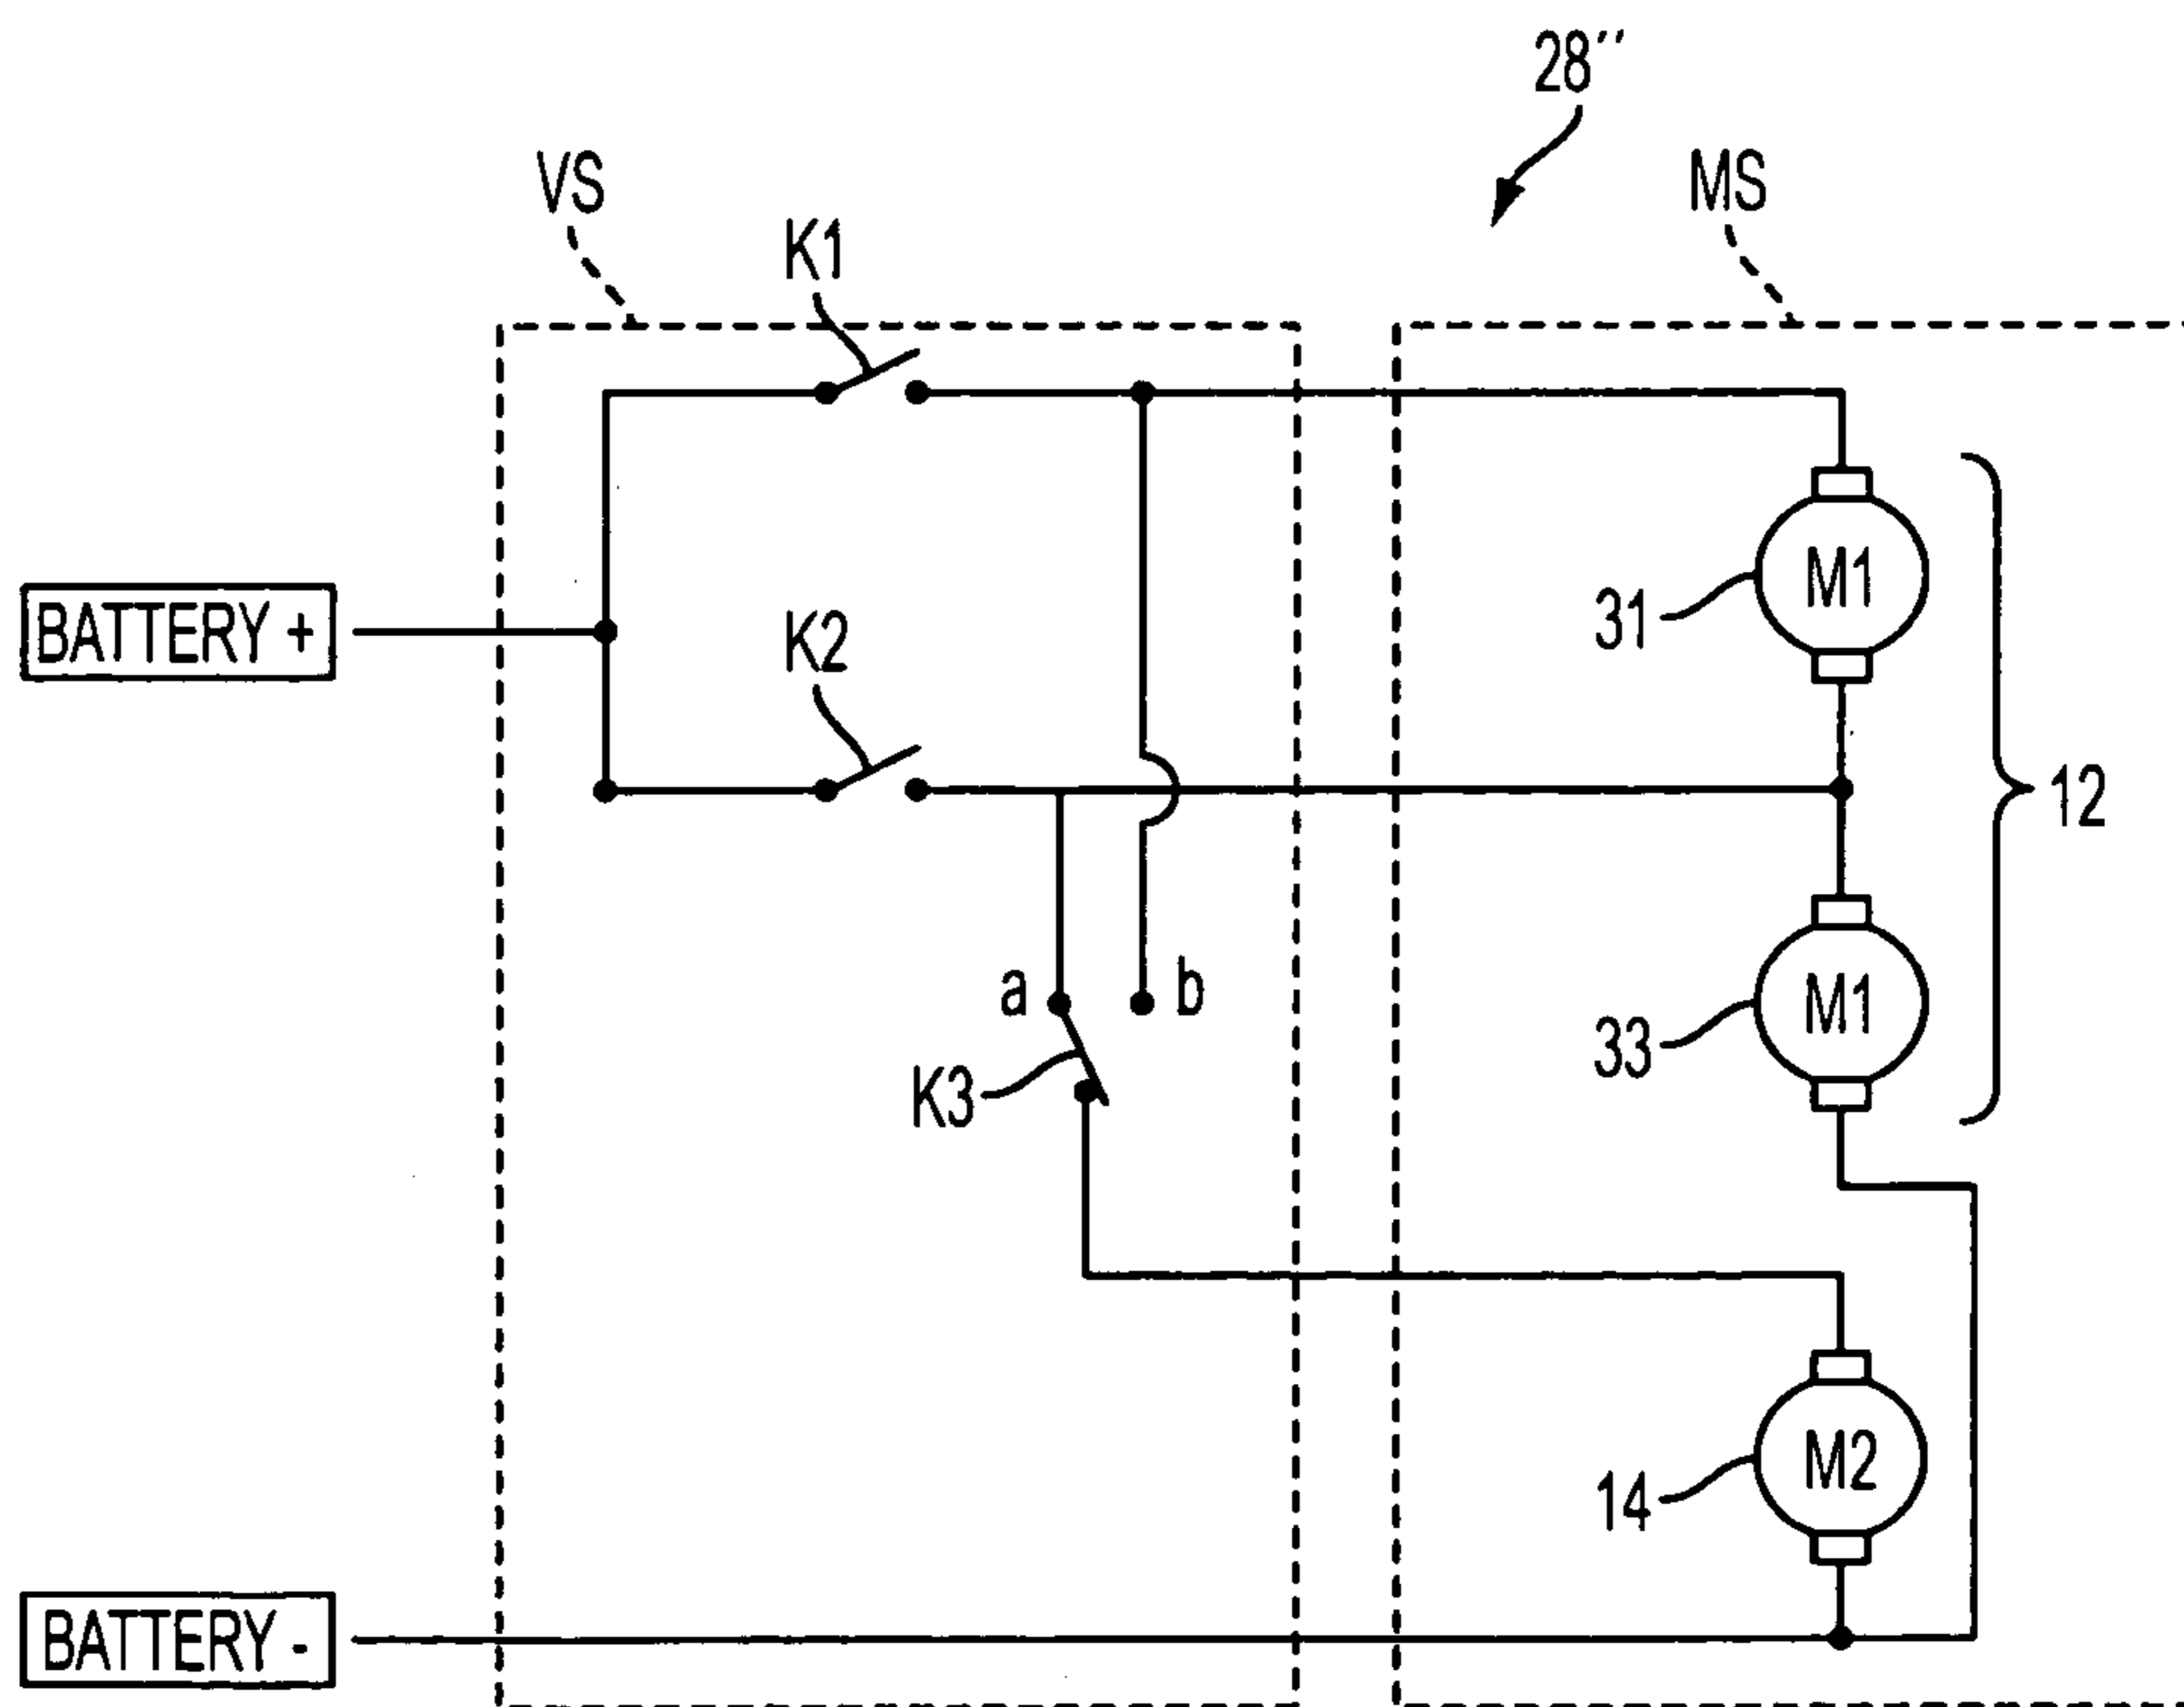 28''
VS
MS
K1
BATTERY +
K2
M1
31
12
a
b
M1
33
K3
M2
14
BATTERY -